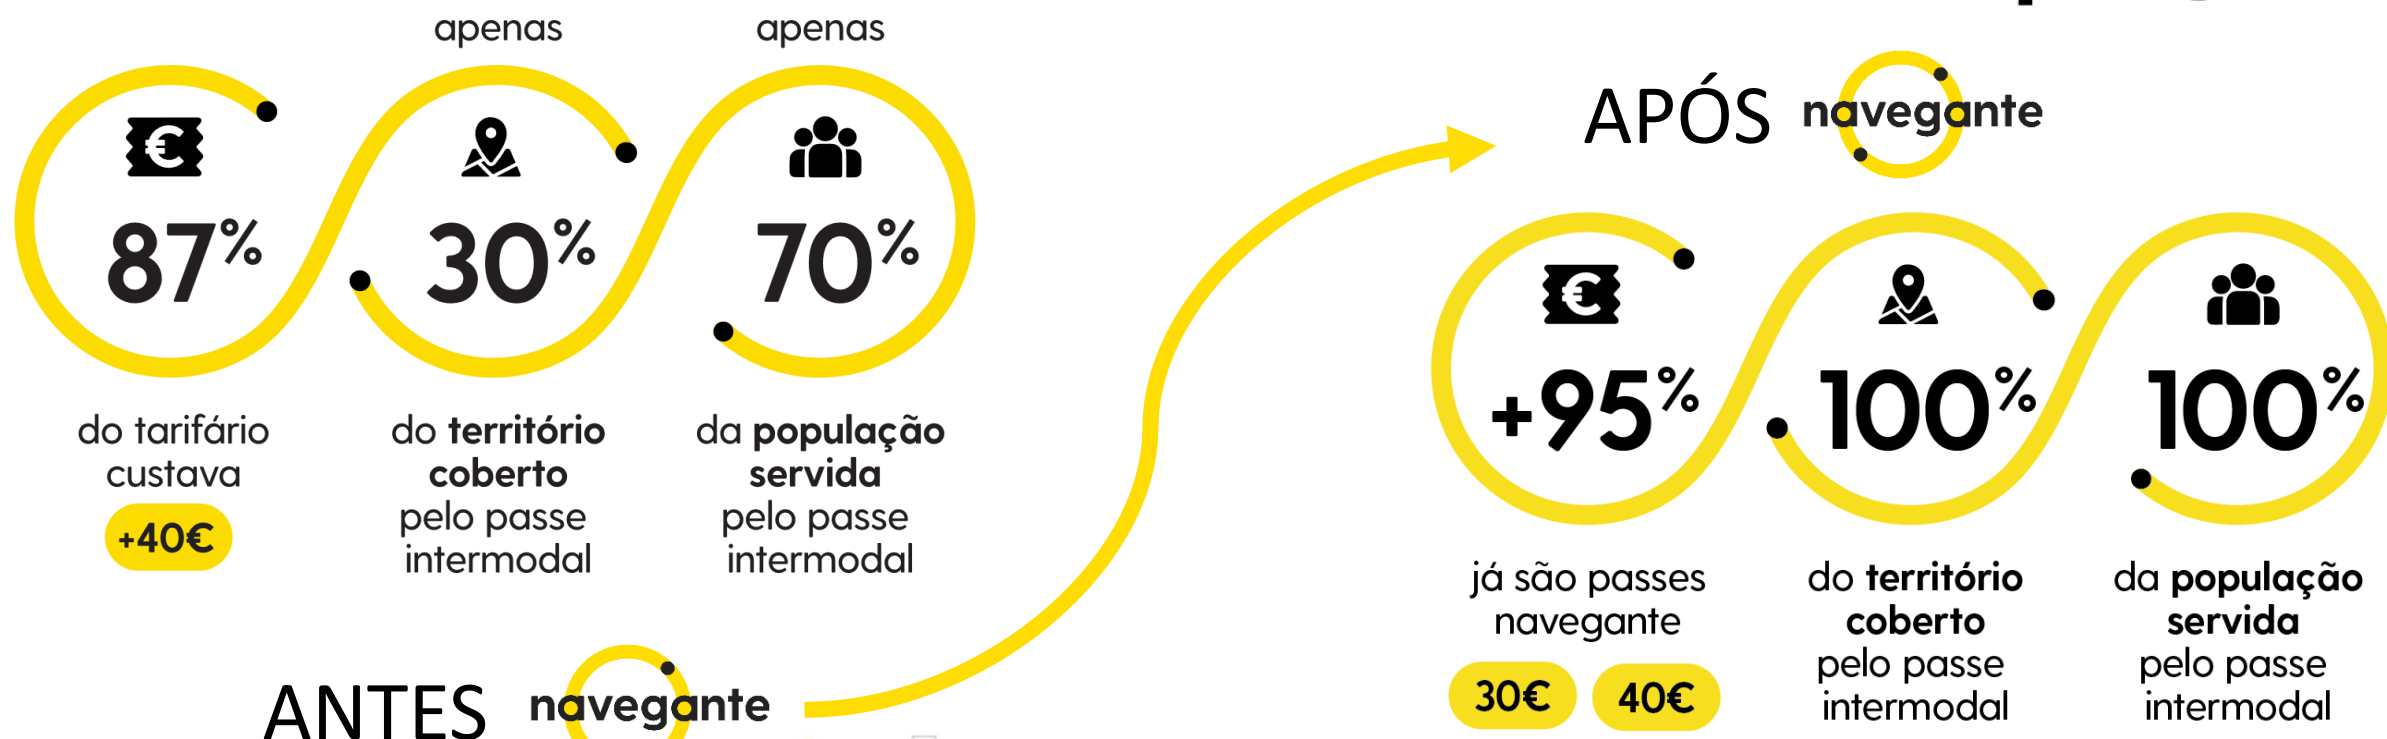 apenas
apenas
87%
30%
70%
do tarifário
custava
+40€
do território
coberto
pelo passe
intermodal
da população
servida
pelo passe
intermodal
ANTES navegante
APÓS navegante
+95%
100%
100%
já são passes
navegante
30€ 40€
do território
coberto
pelo passe
intermodal
da população
servida
pelo passe
intermodal